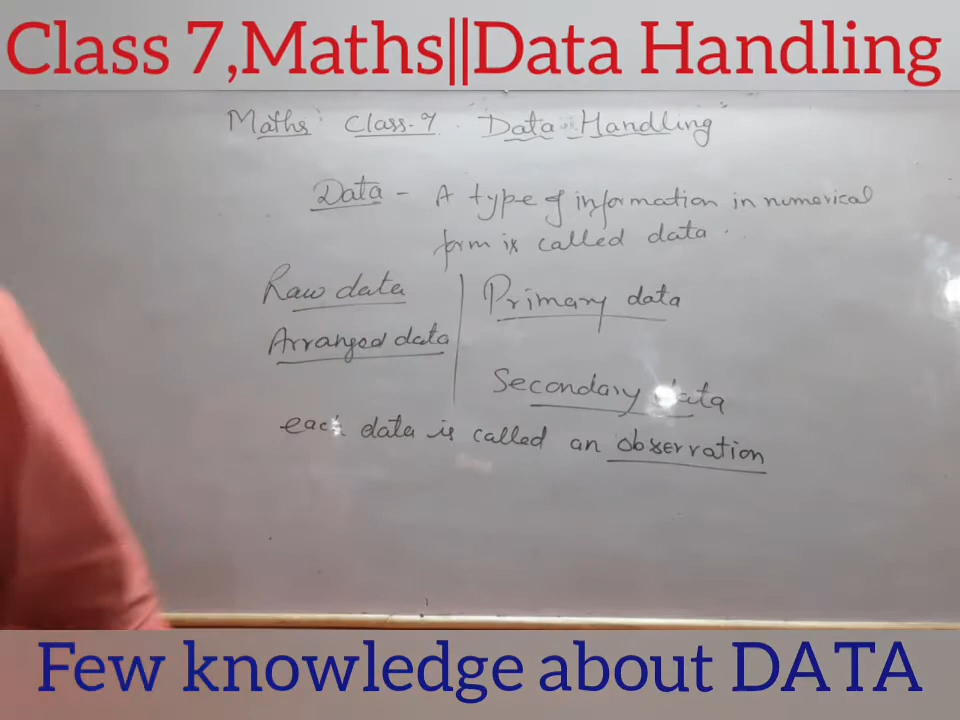 Class 7,Maths||Data Handling
Maths: Class-7 "Data Handling"
Data - A type of information in numerical
form is called data.
Raw data
Arranged data
Primary data
Secondary data
each data is called an observation
Few knowledge about DATA